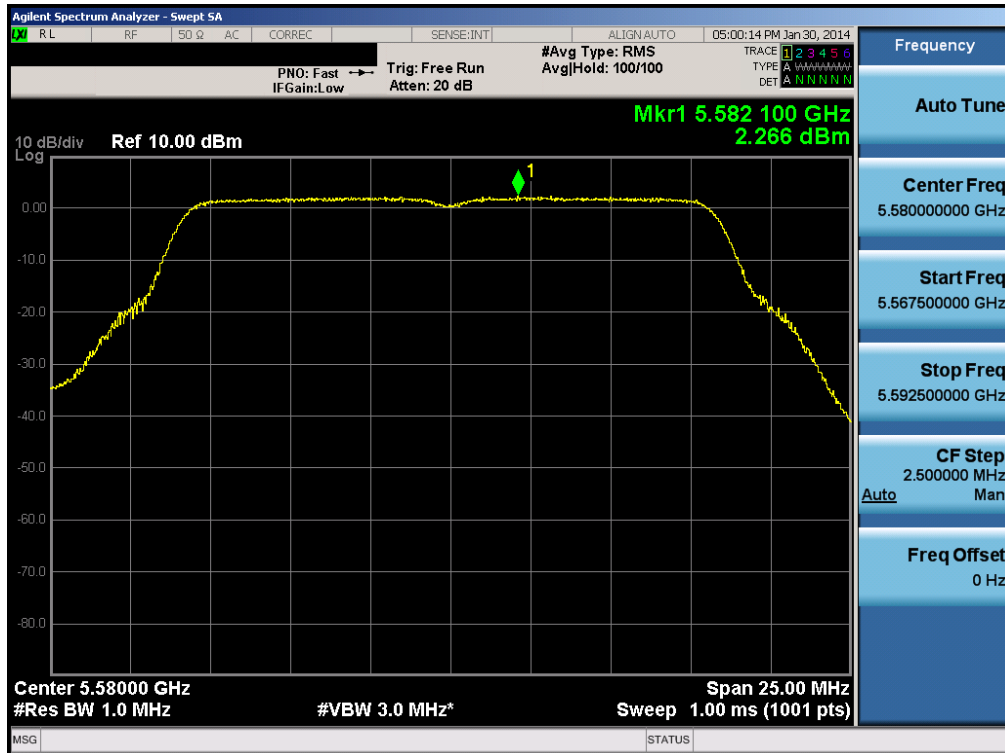 Agilent Spectrum Analyzer - Swept SA
LXI RL RF 50 Ω AC CORREC SENSE:INT ALIGN AUTO 05:00:14 PM Jan 30, 2014
PNO: Fast
IFGain:Low
Trig: Free Run
Atten: 20 dB
#Avg Type: RMS
Avg|Hold: 100/100
TRACE 1 2 3 4 5 6
TYPE A WWWWW
DET A N N N N N
Mkr1 5.582 100 GHz
2.266 dBm
10 dB/div Ref 10.00 dBm
Log
1
0.00
-10.0
-20.0
-30.0
-40.0
-50.0
-60.0
-70.0
-80.0
Center 5.58000 GHz Span 25.00 MHz
#Res BW 1.0 MHz #VBW 3.0 MHz* Sweep 1.00 ms (1001 pts)
MSG STATUS
Frequency
Auto Tune
Center Freq
5.580000000 GHz
Start Freq
5.567500000 GHz
Stop Freq
5.592500000 GHz
CF Step
2.500000 MHz
Auto Man
Freq Offset
0 Hz